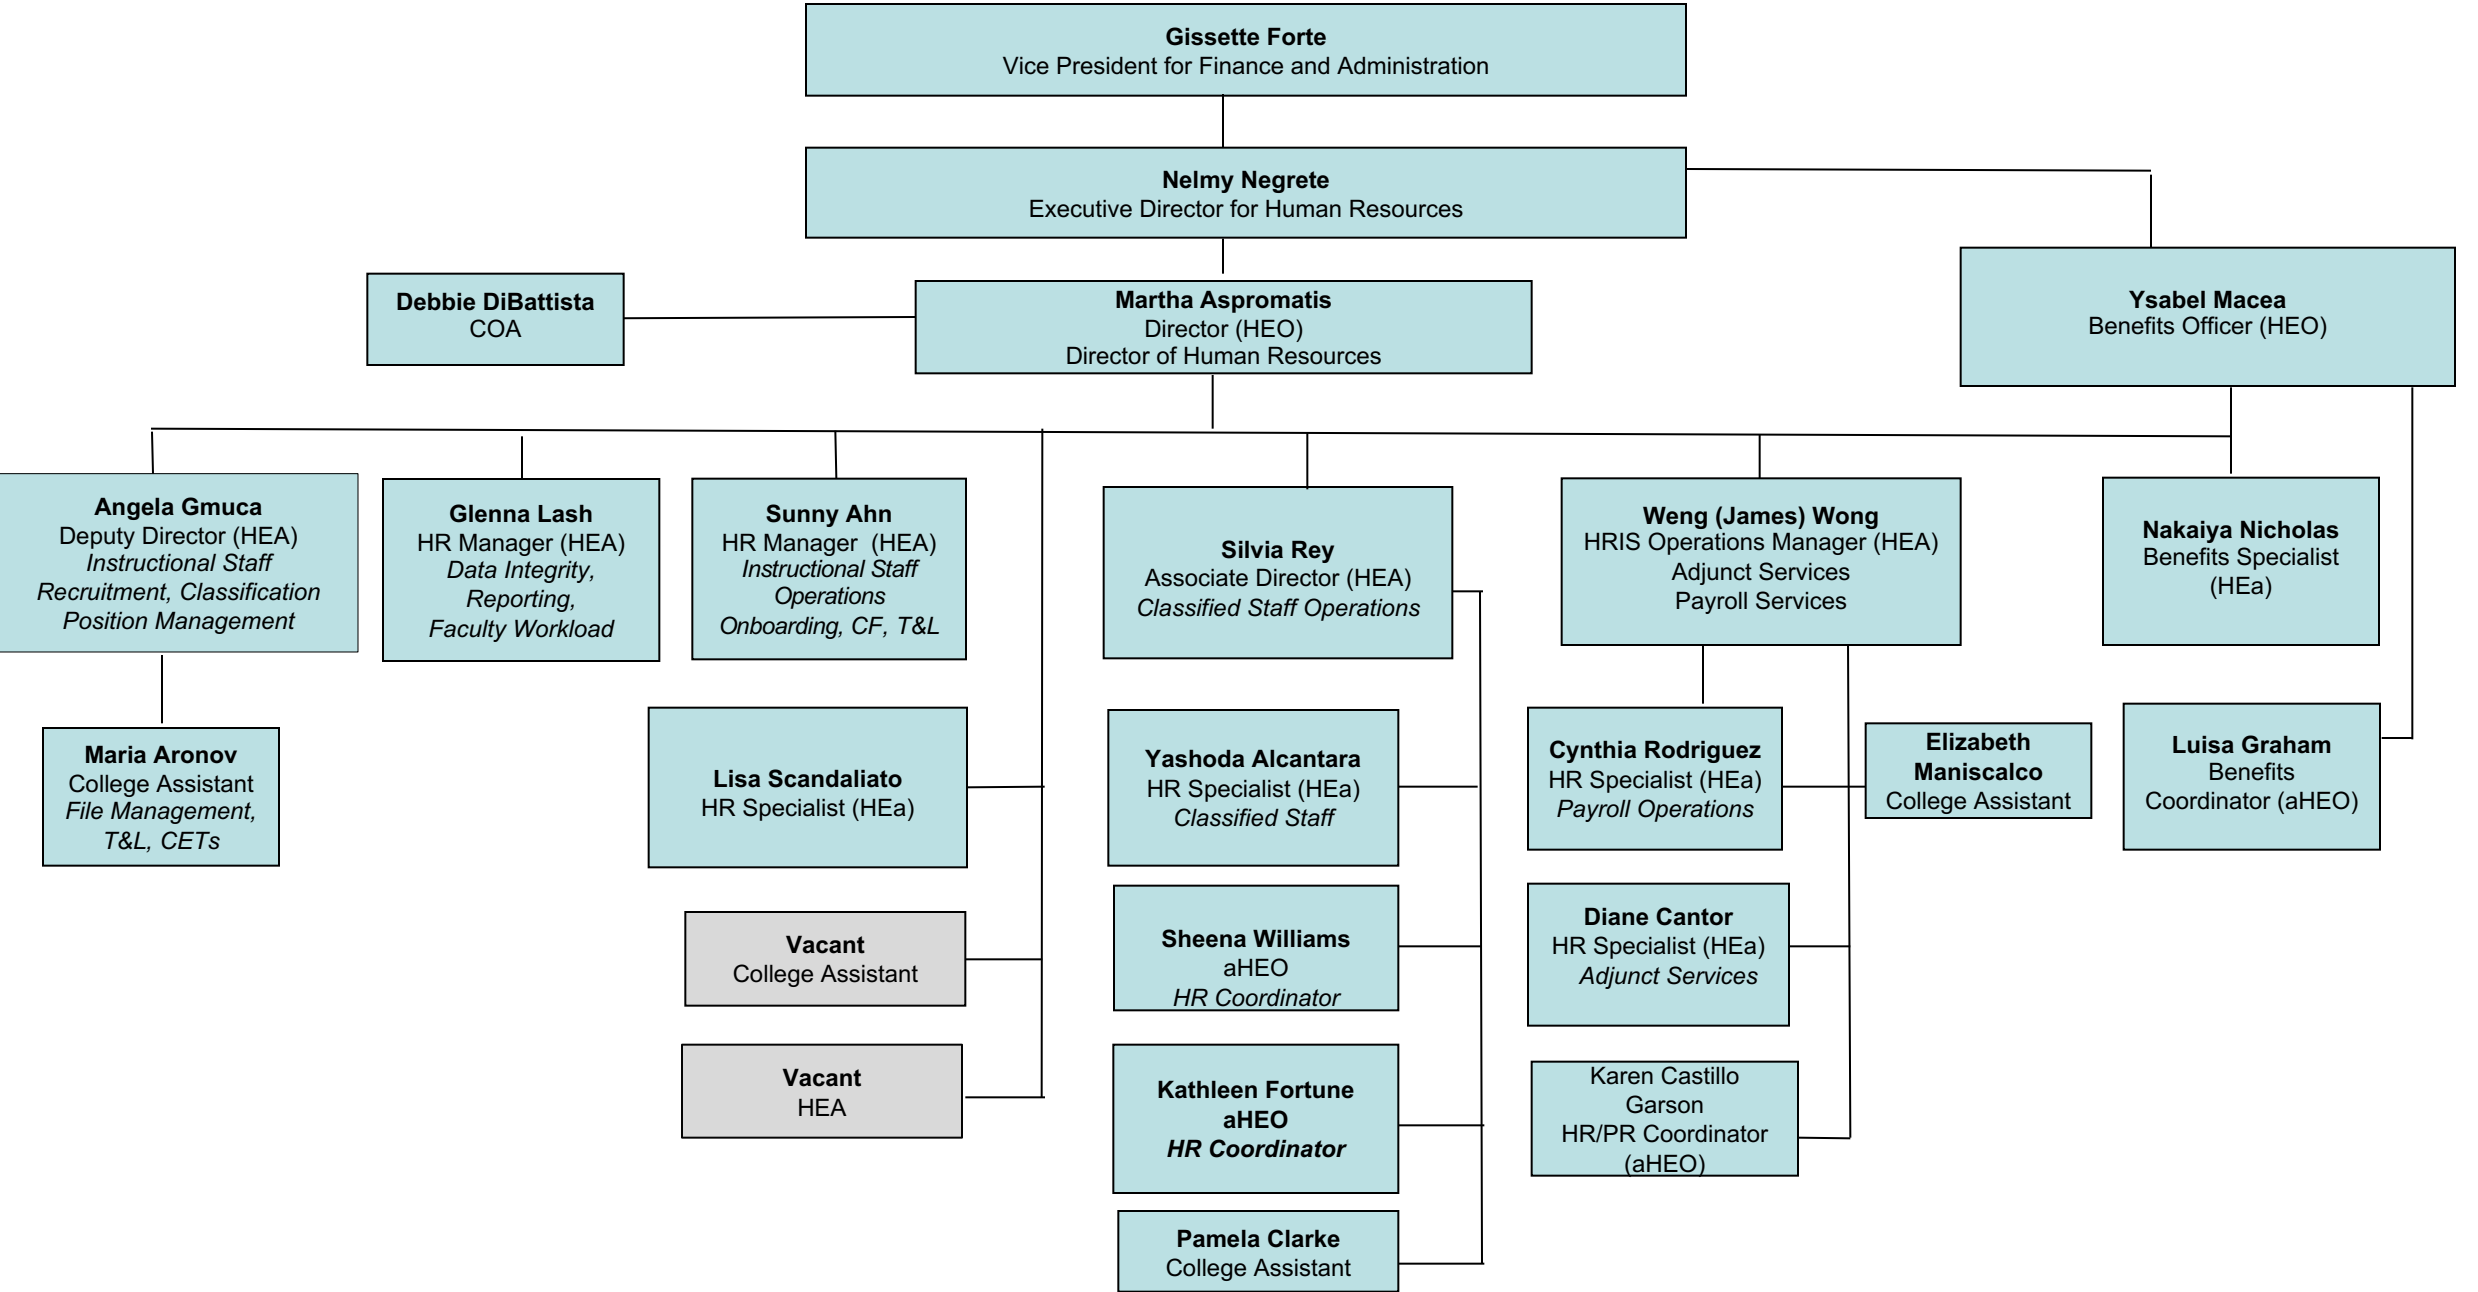 Gissette Forte
Vice President for Finance and Administration
Nelmy Negrete
Executive Director for Human Resources
Debbie DiBattista
COA
Martha Aspromatis
Director (HEO)
Director of Human Resources
Ysabel Macea
Benefits Officer (HEO)
Angela Gmuca
Deputy Director (HEA)
Instructional Staff
Recruitment, Classification
Position Management
Glenna Lash
HR Manager (HEA)
Data Integrity,
Reporting,
Faculty Workload
Sunny Ahn
HR Manager  (HEA)
Instructional Staff
Operations
Onboarding, CF, T&L
Silvia Rey
Associate Director (HEA)
Classified Staff Operations
Weng (James) Wong
HRIS Operations Manager (HEA)
Adjunct Services
Payroll Services
Nakaiya Nicholas
Benefits Specialist
(HEa)
Maria Aronov
College Assistant
File Management,
T&L, CETs
Lisa Scandaliato
HR Specialist (HEa)
Yashoda Alcantara
HR Specialist (HEa)
Classified Staff
Cynthia Rodriguez
HR Specialist (HEa)
Payroll Operations
Elizabeth
Maniscalco
College Assistant
Luisa Graham
Benefits
Coordinator (aHEO)
Vacant
College Assistant
Sheena Williams
aHEO
HR Coordinator
Diane Cantor
HR Specialist (HEa)
Adjunct Services
Vacant
HEA
Kathleen Fortune
aHEO
HR Coordinator
Karen Castillo
Garson
HR/PR Coordinator
(aHEO)
Pamela Clarke
College Assistant